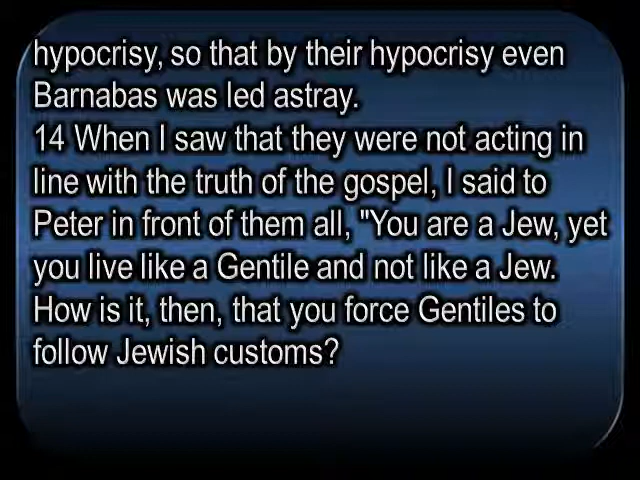 hypocrisy, so that by their hypocrisy even
Barnabas was led astray.
14 When I saw that they were not acting in
line with the truth of the gospel, I said to
Peter in front of them all, "You are a Jew, yet
you live like a Gentile and not like a Jew.
How is it, then, that you force Gentiles to
follow Jewish customs?